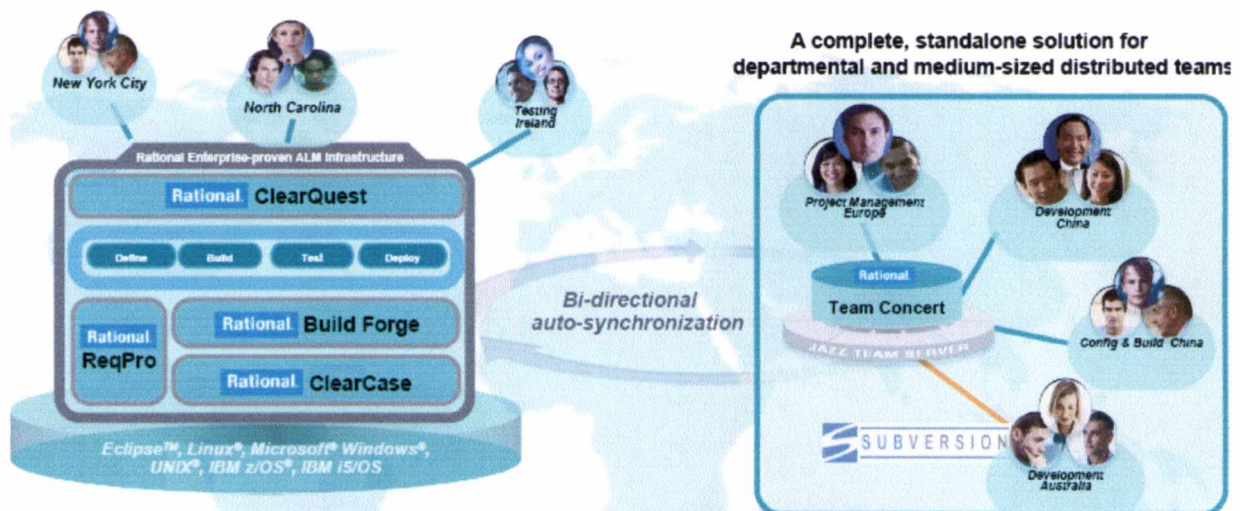 New York City
North Carolina
Testing
Ireland
Rational Enterprise-proven ALM Infrastructure
Rational. ClearQuest
Define
Build
Test
Deploy
Rational.
ReqPro
Rational. Build Forge
Rational. ClearCase
Eclipse™, Linux®, Microsoft® Windows®,
UNIX®, IBM z/OS®, IBM i5/OS
Bi-directional
auto-synchronization
A complete, standalone solution for
departmental and medium-sized distributed teams
Project Management
Europe
Development
China
Rational.
Team Concert
JAZZ TEAM SERVER
Config & Build China
SUBVERSION
Development
Australia